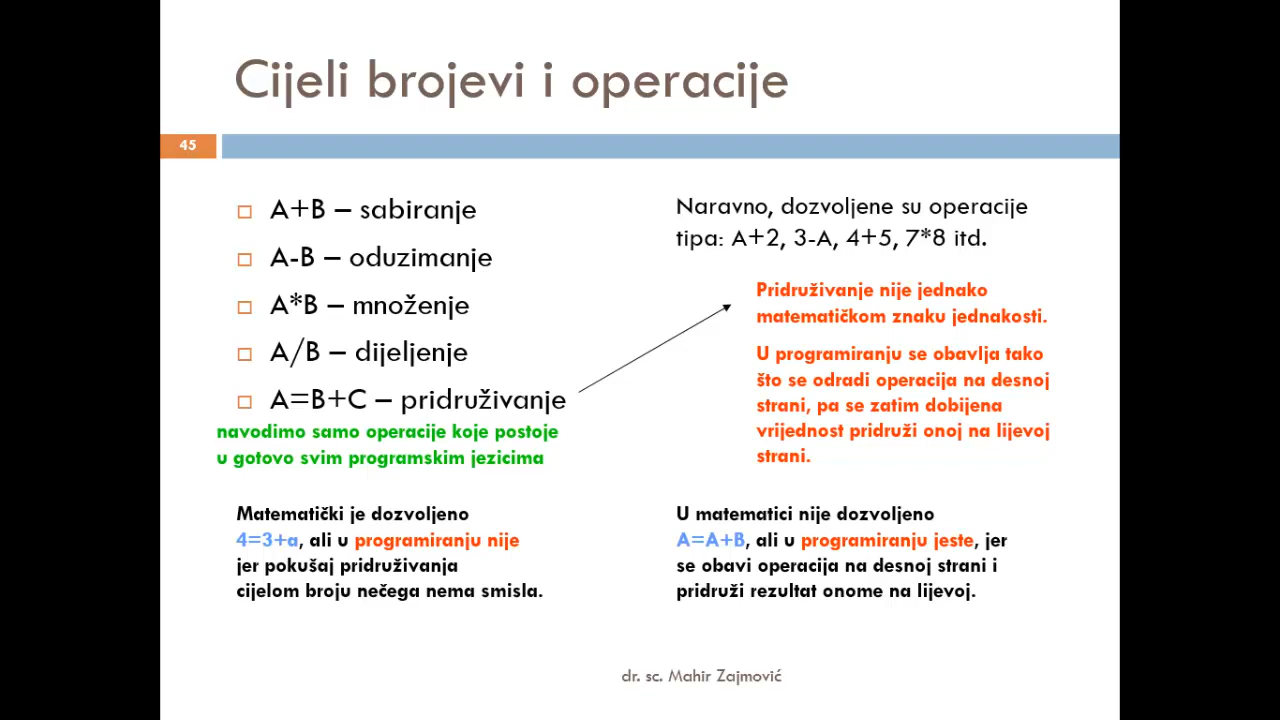 Cijeli brojevi i operacije
45
A+B – sabiranje
A-B – oduzimanje
A*B – množenje
A/B – dijeljenje
A=B+C – pridruživanje
navodimo samo operacije koje postoje
u gotovo svim programskim jezicima
Naravno, dozvoljene su operacije
tipa: A+2, 3-A, 4+5, 7*8 itd.
Pridruživanje nije jednako
matematičkom znaku jednakosti.
U programiranju se obavlja tako
što se odradi operacija na desnoj
strani, pa se zatim dobijena
vrijednost pridruži onoj na lijevoj
strani.
Matematički je dozvoljeno
4=3+a, ali u programiranju nije
jer pokušaj pridruživanja
cijelom broju nečega nema smisla.
U matematici nije dozvoljeno
A=A+B, ali u programiranju jeste, jer
se obavi operacija na desnoj strani i
pridruži rezultat onome na lijevoj.
dr. sc. Mahir Zajmović